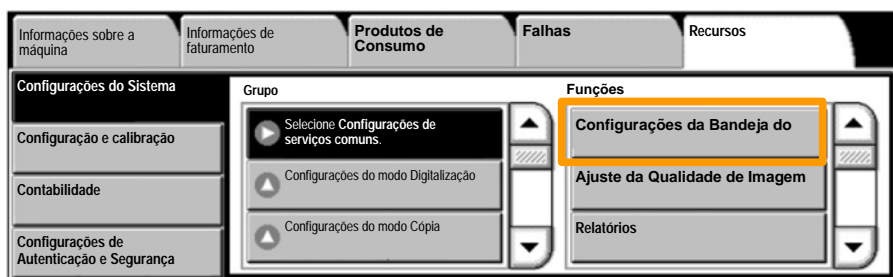 Informações sobre a
máquina
Informações de
faturamento
Produtos de
Consumo
Falhas
Recursos
Configurações do Sistema
Configuração e calibração
Contabilidade
Configurações de
Autenticação e Segurança
Grupo
Selecione Configurações de
serviços comuns.
Configurações do modo Digitalização
Configurações do modo Cópia
Funções
Configurações da Bandeja do
Ajuste da Qualidade de Imagem
Relatórios